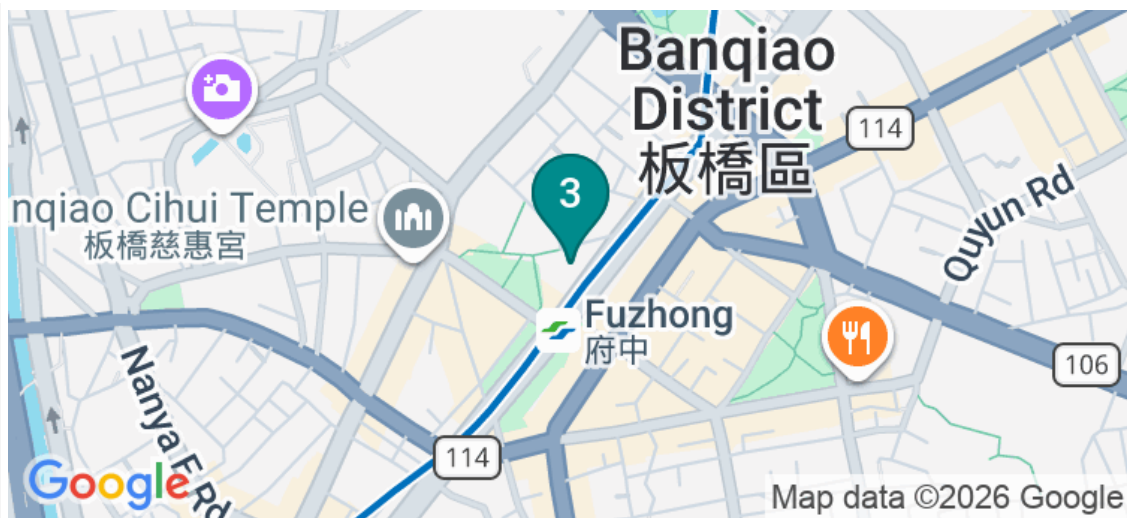 Banqiao
District
板橋區
114
3
Quyun Rd
nqiao Cihui Temple
板橋慈惠宮
Fuzhong
府中
106
Nanya E Rd
114
Google
Map data ©2026 Google